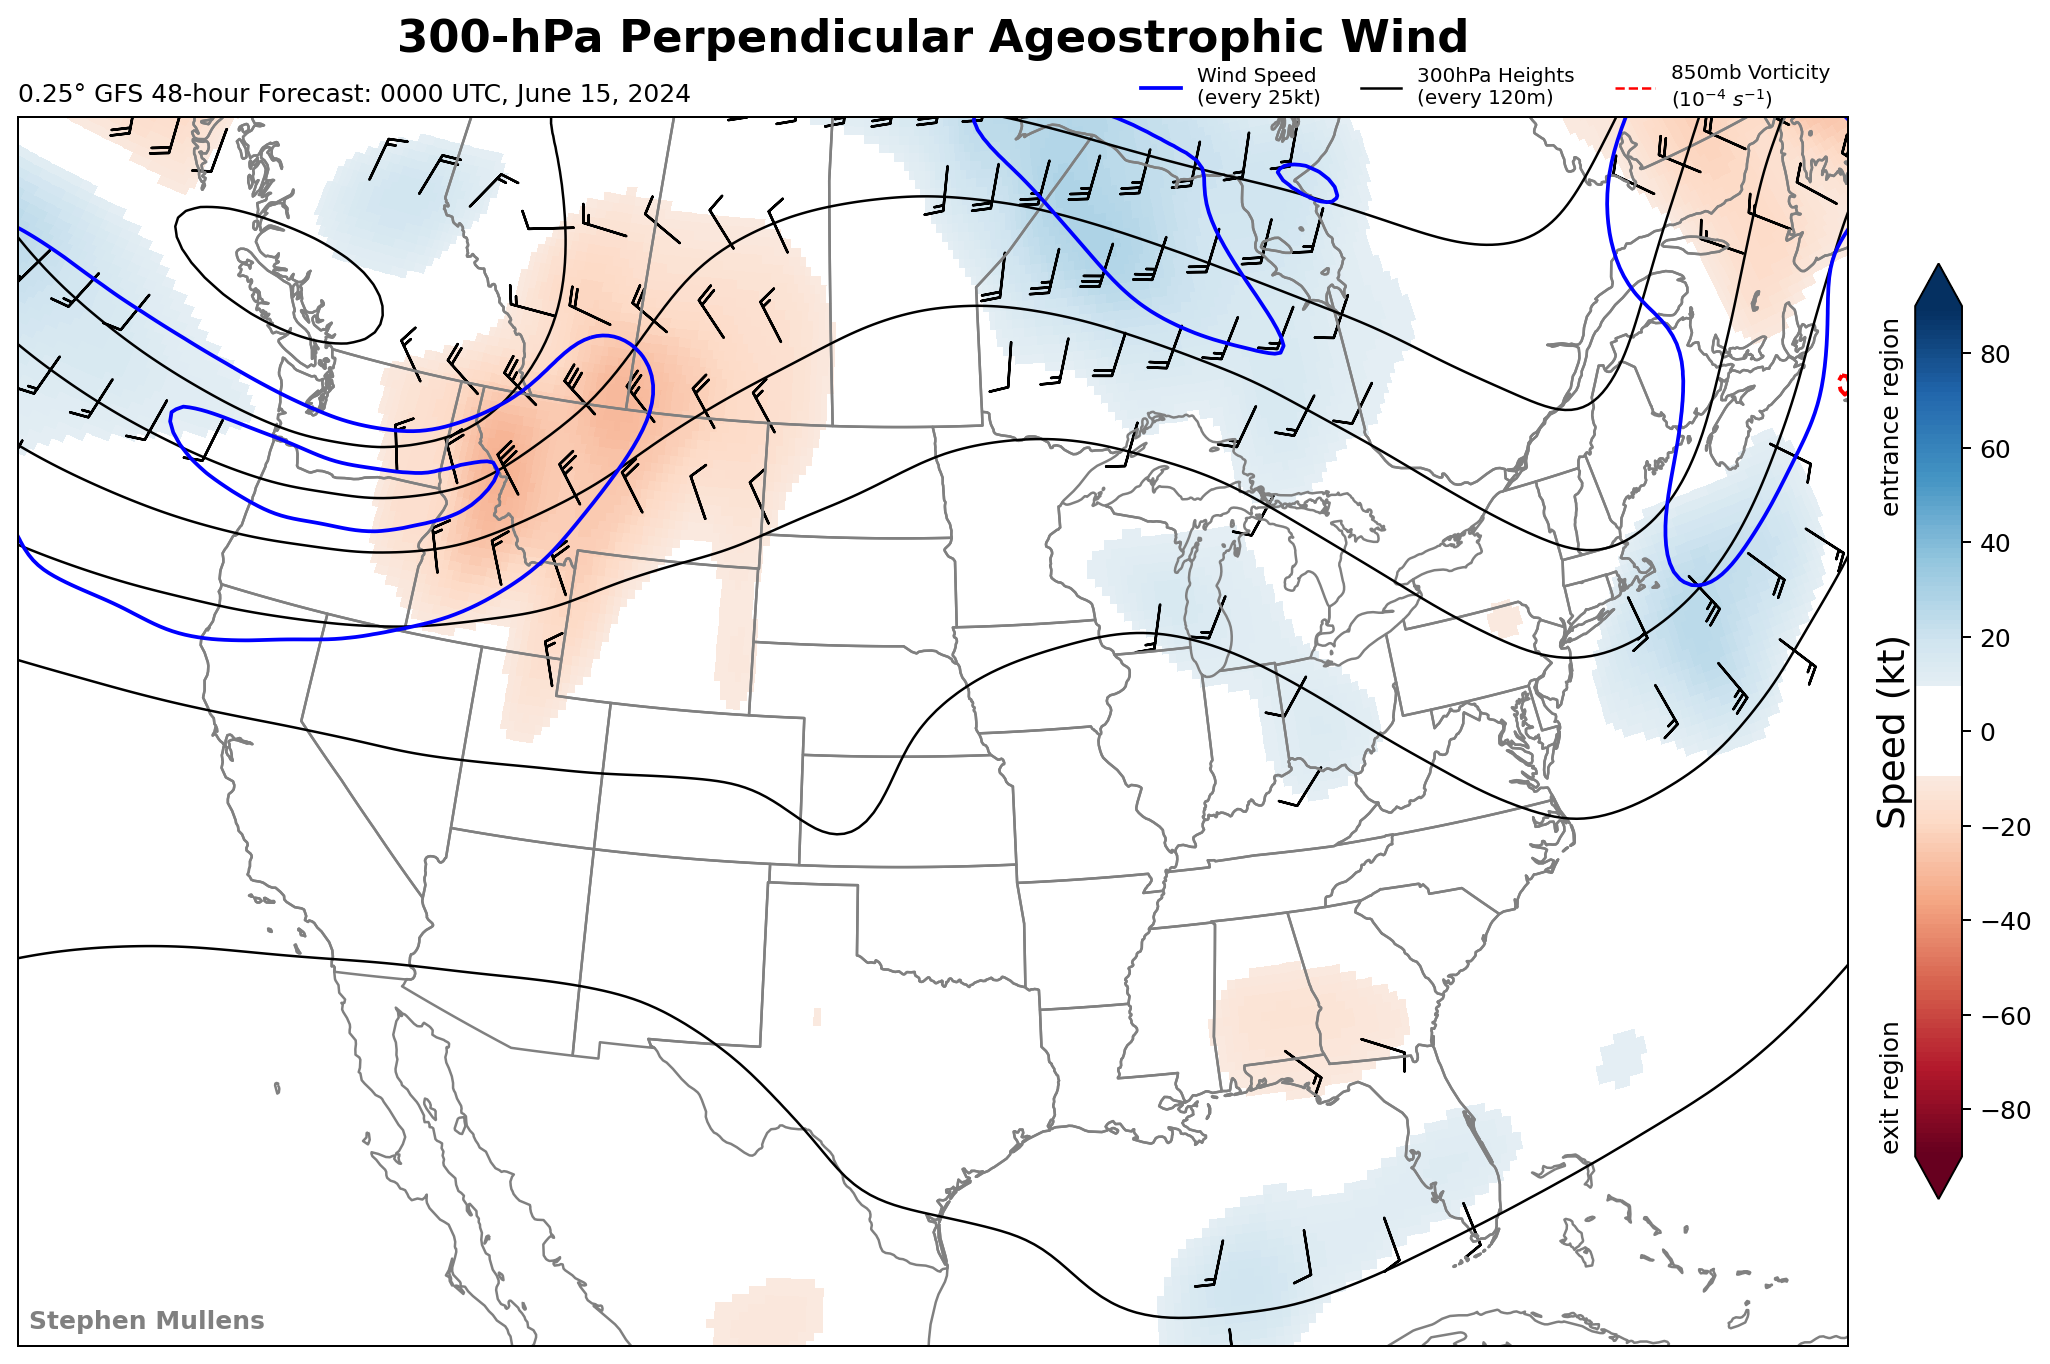 300-hPa Perpendicular Ageostrophic Wind
0.25° GFS 48-hour Forecast: 0000 UTC, June 15, 2024
Wind Speed
(every 25kt)
300hPa Heights
(every 120m)
850mb Vorticity
(10⁻⁴ s⁻¹)
entrance region
Speed (kt)
exit region
80
60
40
20
0
−20
−40
−60
−80
Stephen Mullens